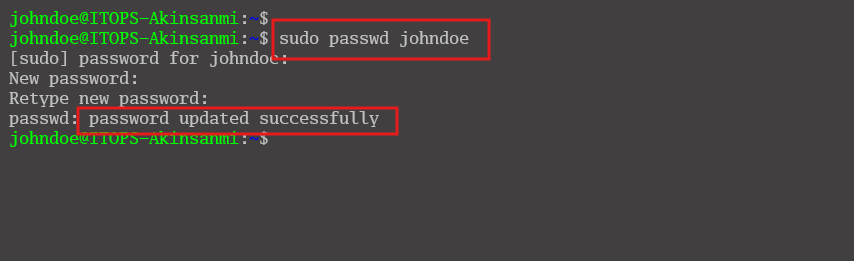 johndoe@ITOPS-Akinsanmi:~$
johndoe@ITOPS-Akinsanmi:~$ sudo passwd johndoe
[sudo] password for johndoe:
New password:
Retype new password:
passwd: password updated successfully
johndoe@ITOPS-Akinsanmi:~$